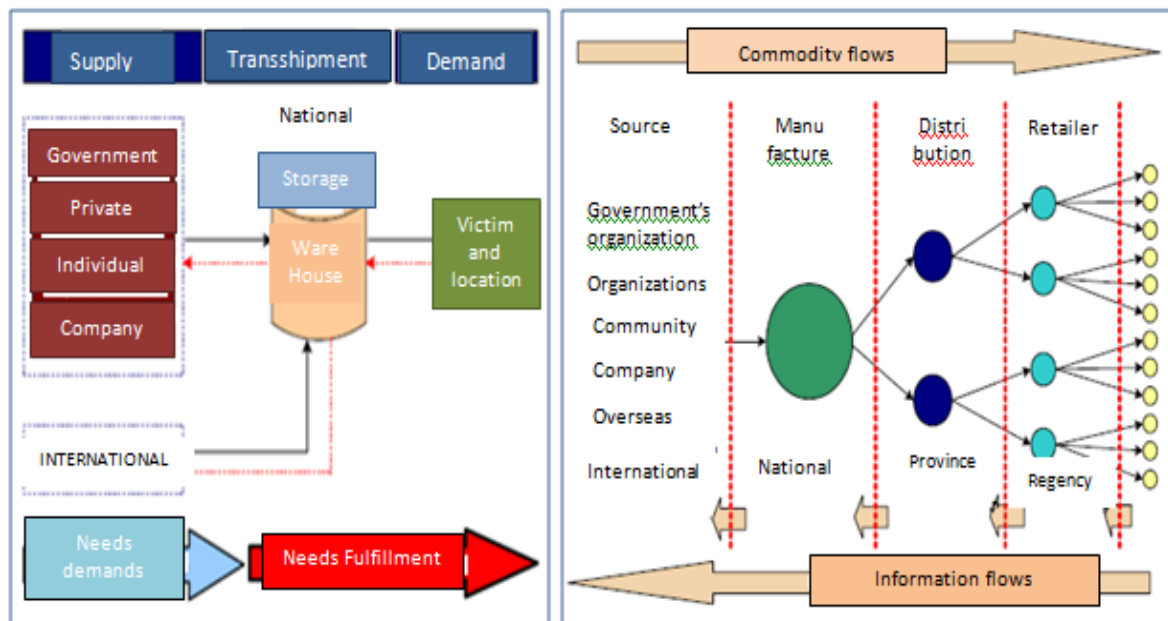 Supply
Transshipment
Demand
National
Government
Private
Individual
Company
Storage
Ware
House
Victim
and
location
INTERNATIONAL
Needs
demands
Needs Fulfillment
Commodity flows
Source
Manu
facture
Distri
bution
Retailer
Government's
organization
Organizations
Community
Company
Overseas
International
National
Province
Regency
Information flows